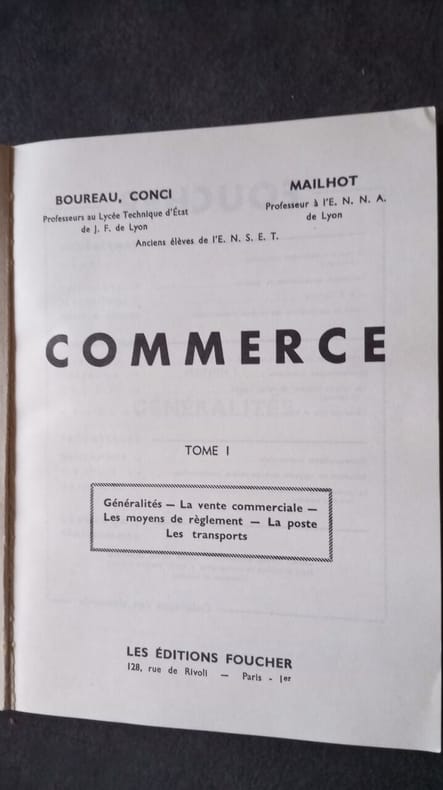 BOUREAU, CONCI
Professeurs au Lycée Technique d'État
de J. F. de Lyon
MAILHOT
Professeur à l'E. N. N. A.
de Lyon
Anciens élèves de l'E. N. S. E. T.
COMMERCE
TOME I
Généralités — La vente commerciale —
Les moyens de règlement — La poste
Les transports
LES ÉDITIONS FOUCHER
128, rue de Rivoli — Paris - Ier